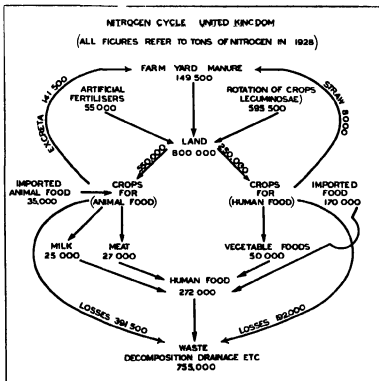 NITROGEN CYCLE UNITED KINGDOM
(ALL FIGURES REFER TO TONS OF NITROGEN IN 1928)
FARM YARD MANURE
149 500
EXCRETA 141 500
STRAW 8000
ARTIFICIAL
FERTILISERS
55 000
ROTATION OF CROPS
LEGUMINOSAE)
595 500
LAND
800 000
550,000
250,000
IMPORTED
ANIMAL FOOD
35,000
CROPS
FOR
(ANIMAL FOOD)
CROPS
FOR
(HUMAN FOOD)
IMPORTED
FOOD
170 000
MILK
25 000
MEAT
27 000
VEGETABLE FOODS
50 000
HUMAN FOOD
272 000
LOSSES 391 500
LOSSES 192,000
WASTE
DECOMPOSITION DRAINAGE ETC
755,000